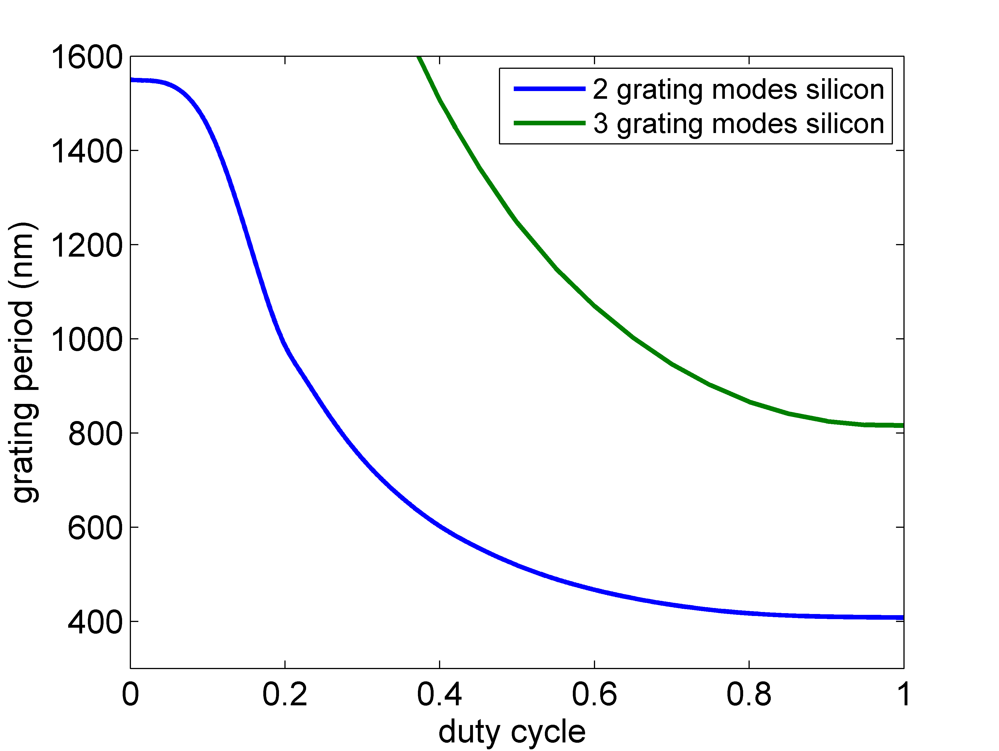 1600
1400
1200
1000
800
600
400
grating period (nm)
2 grating modes silicon
3 grating modes silicon
0 0.2 0.4 0.6 0.8 1
duty cycle